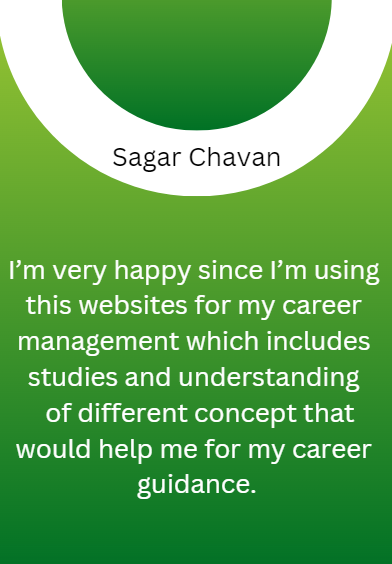 Sagar Chavan
I’m very happy since I’m using
this websites for my career
management which includes
studies and understanding
of different concept that
would help me for my career
guidance.